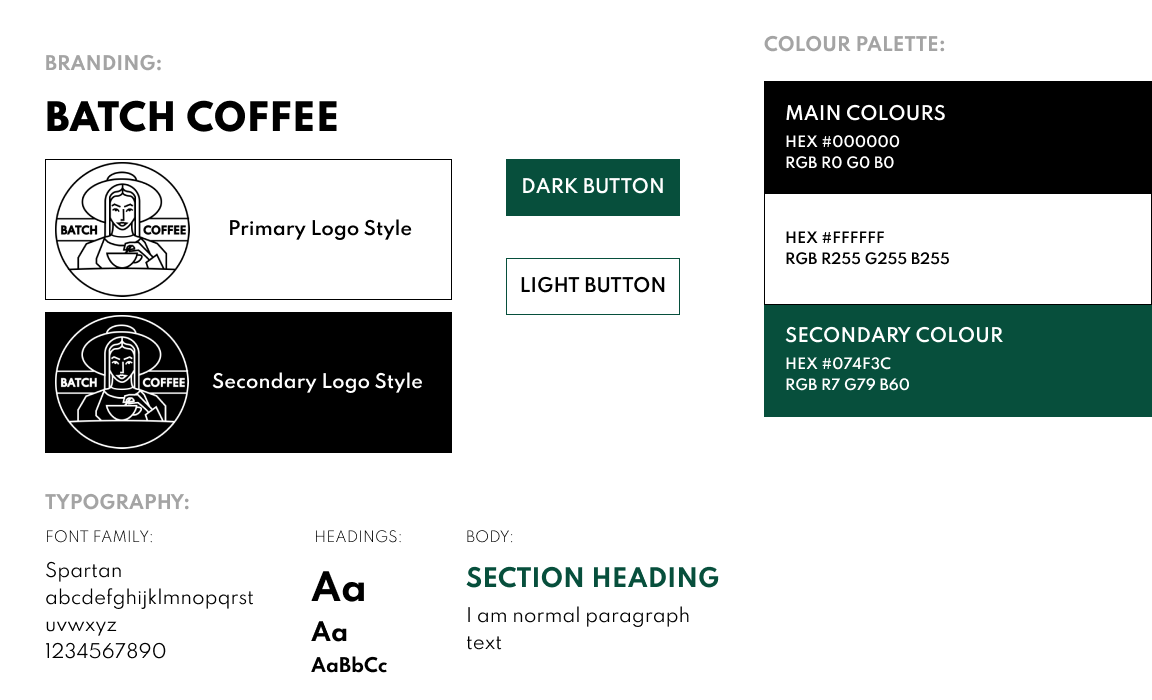 BRANDING:
BATCH COFFEE
BATCH COFFEE
Primary Logo Style
BATCH COFFEE
Secondary Logo Style
DARK BUTTON
LIGHT BUTTON
COLOUR PALETTE:
MAIN COLOURS
HEX #000000
RGB R0 G0 B0
HEX #FFFFFF
RGB R255 G255 B255
SECONDARY COLOUR
HEX #074F3C
RGB R7 G79 B60
TYPOGRAPHY:
FONT FAMILY:
Spartan
abcdefghijklmnopqrst
uvwxyz
1234567890
HEADINGS:
Aa
Aa
AaBbCc
BODY:
SECTION HEADING
I am normal paragraph
text